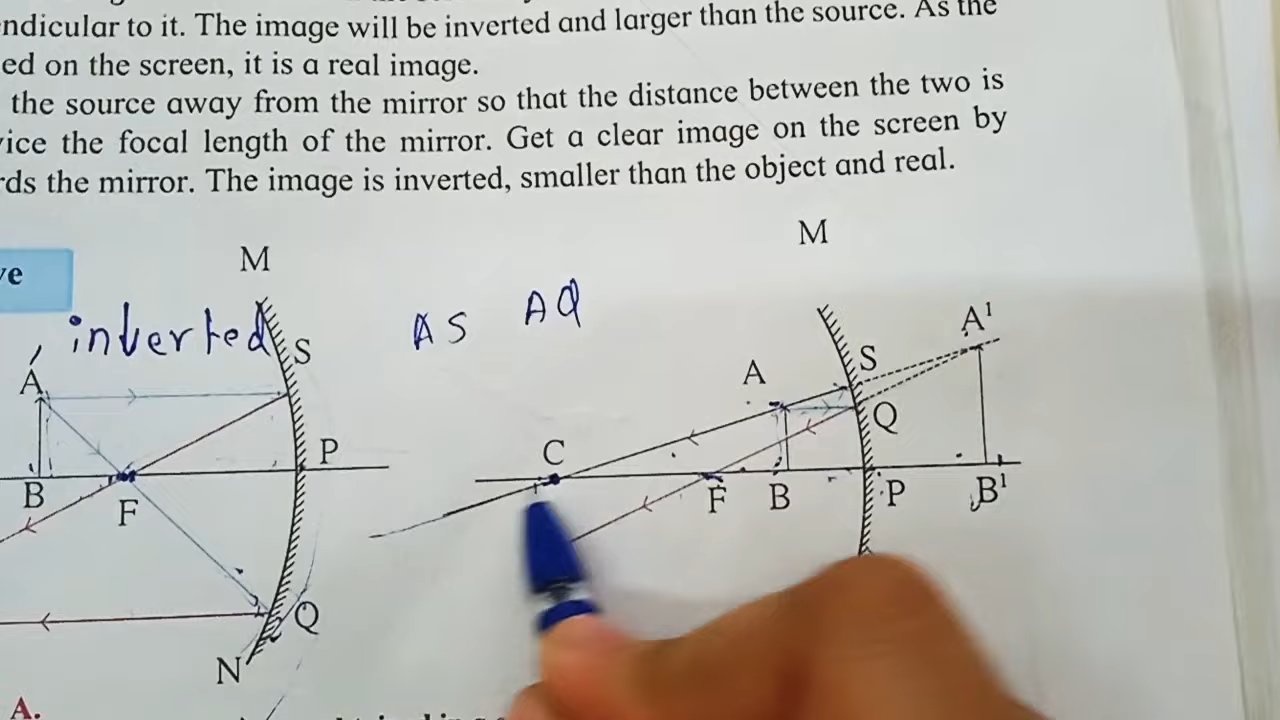 ndicular to it. The image will be inverted and larger than the source. As the
ed on the screen, it is a real image.
the source away from the mirror so that the distance between the two is
ice the focal length of the mirror. Get a clear image on the screen by
rds the mirror. The image is inverted, smaller than the object and real.
M
M
ve
inverted
AS AQ
S
A
P
B
F
Q
N
A¹
S
A
Q
C
F
B
P
B¹
A.